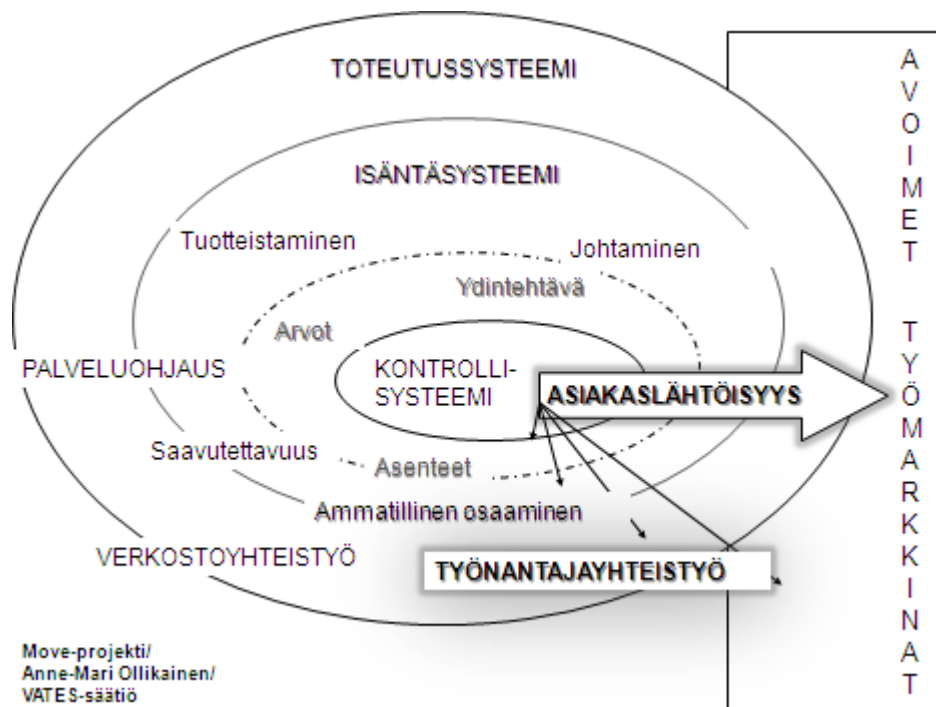 TOTEUTUSSYSTEEMI
ISÄNTÄSYSTEEMI
Tuotteistaminen
Johtaminen
Ydintehtävä
Arvot
PALVELUOHJAUS
KONTROLLI-
SYSTEEMI
ASIAKASLÄHTÖISYYS
Saavutettavuus
Asenteet
Ammatillinen osaaminen
VERKOSTOYHTEISTYÖ
TYÖNANTAJAYHTEISTYÖ
AVOIMET TYÖMARKKINAT
Move-projekti/
Anne-Mari Ollikainen/
VATES-säätiö